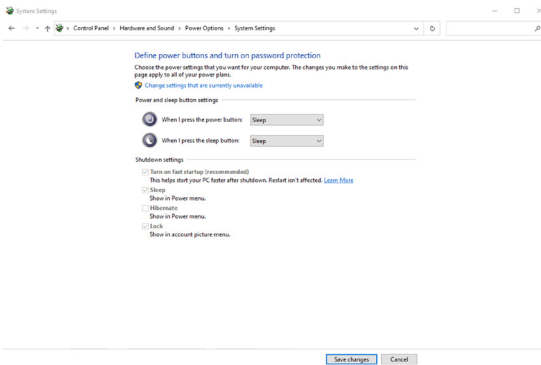 System Settings
Control Panel › Hardware and Sound › Power Options › System Settings
Define power buttons and turn on password protection
Choose the power settings that you want for your computer. The changes you make to the settings on this
page apply to all of your power plans.
Change settings that are currently unavailable
Power and sleep button settings
When I press the power button: Sleep
When I press the sleep button: Sleep
Shutdown settings
Turn on fast startup (recommended)
This helps start your PC faster after shutdown. Restart isn't affected. Learn More
Sleep
Show in Power menu.
Hibernate
Show in Power menu.
Lock
Show in account picture menu.
Save changes Cancel